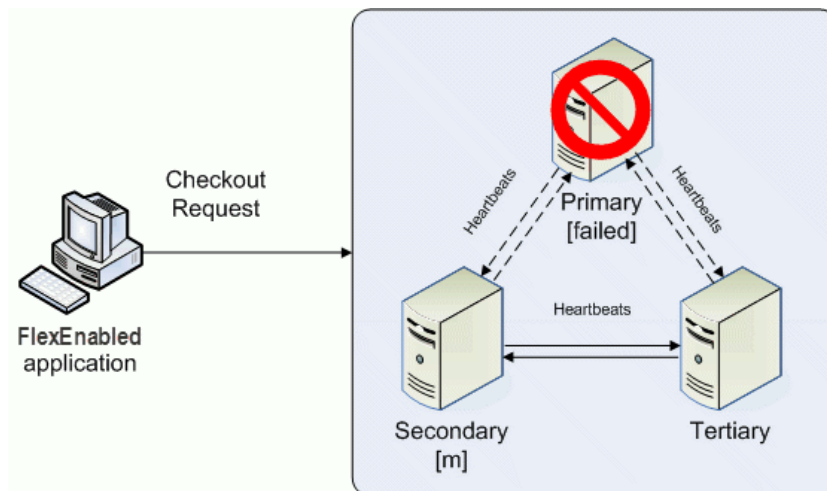 Checkout
Request
FlexEnabled
application
Heartbeats
Heartbeats
Primary
[failed]
Heartbeats
Secondary
[m]
Tertiary